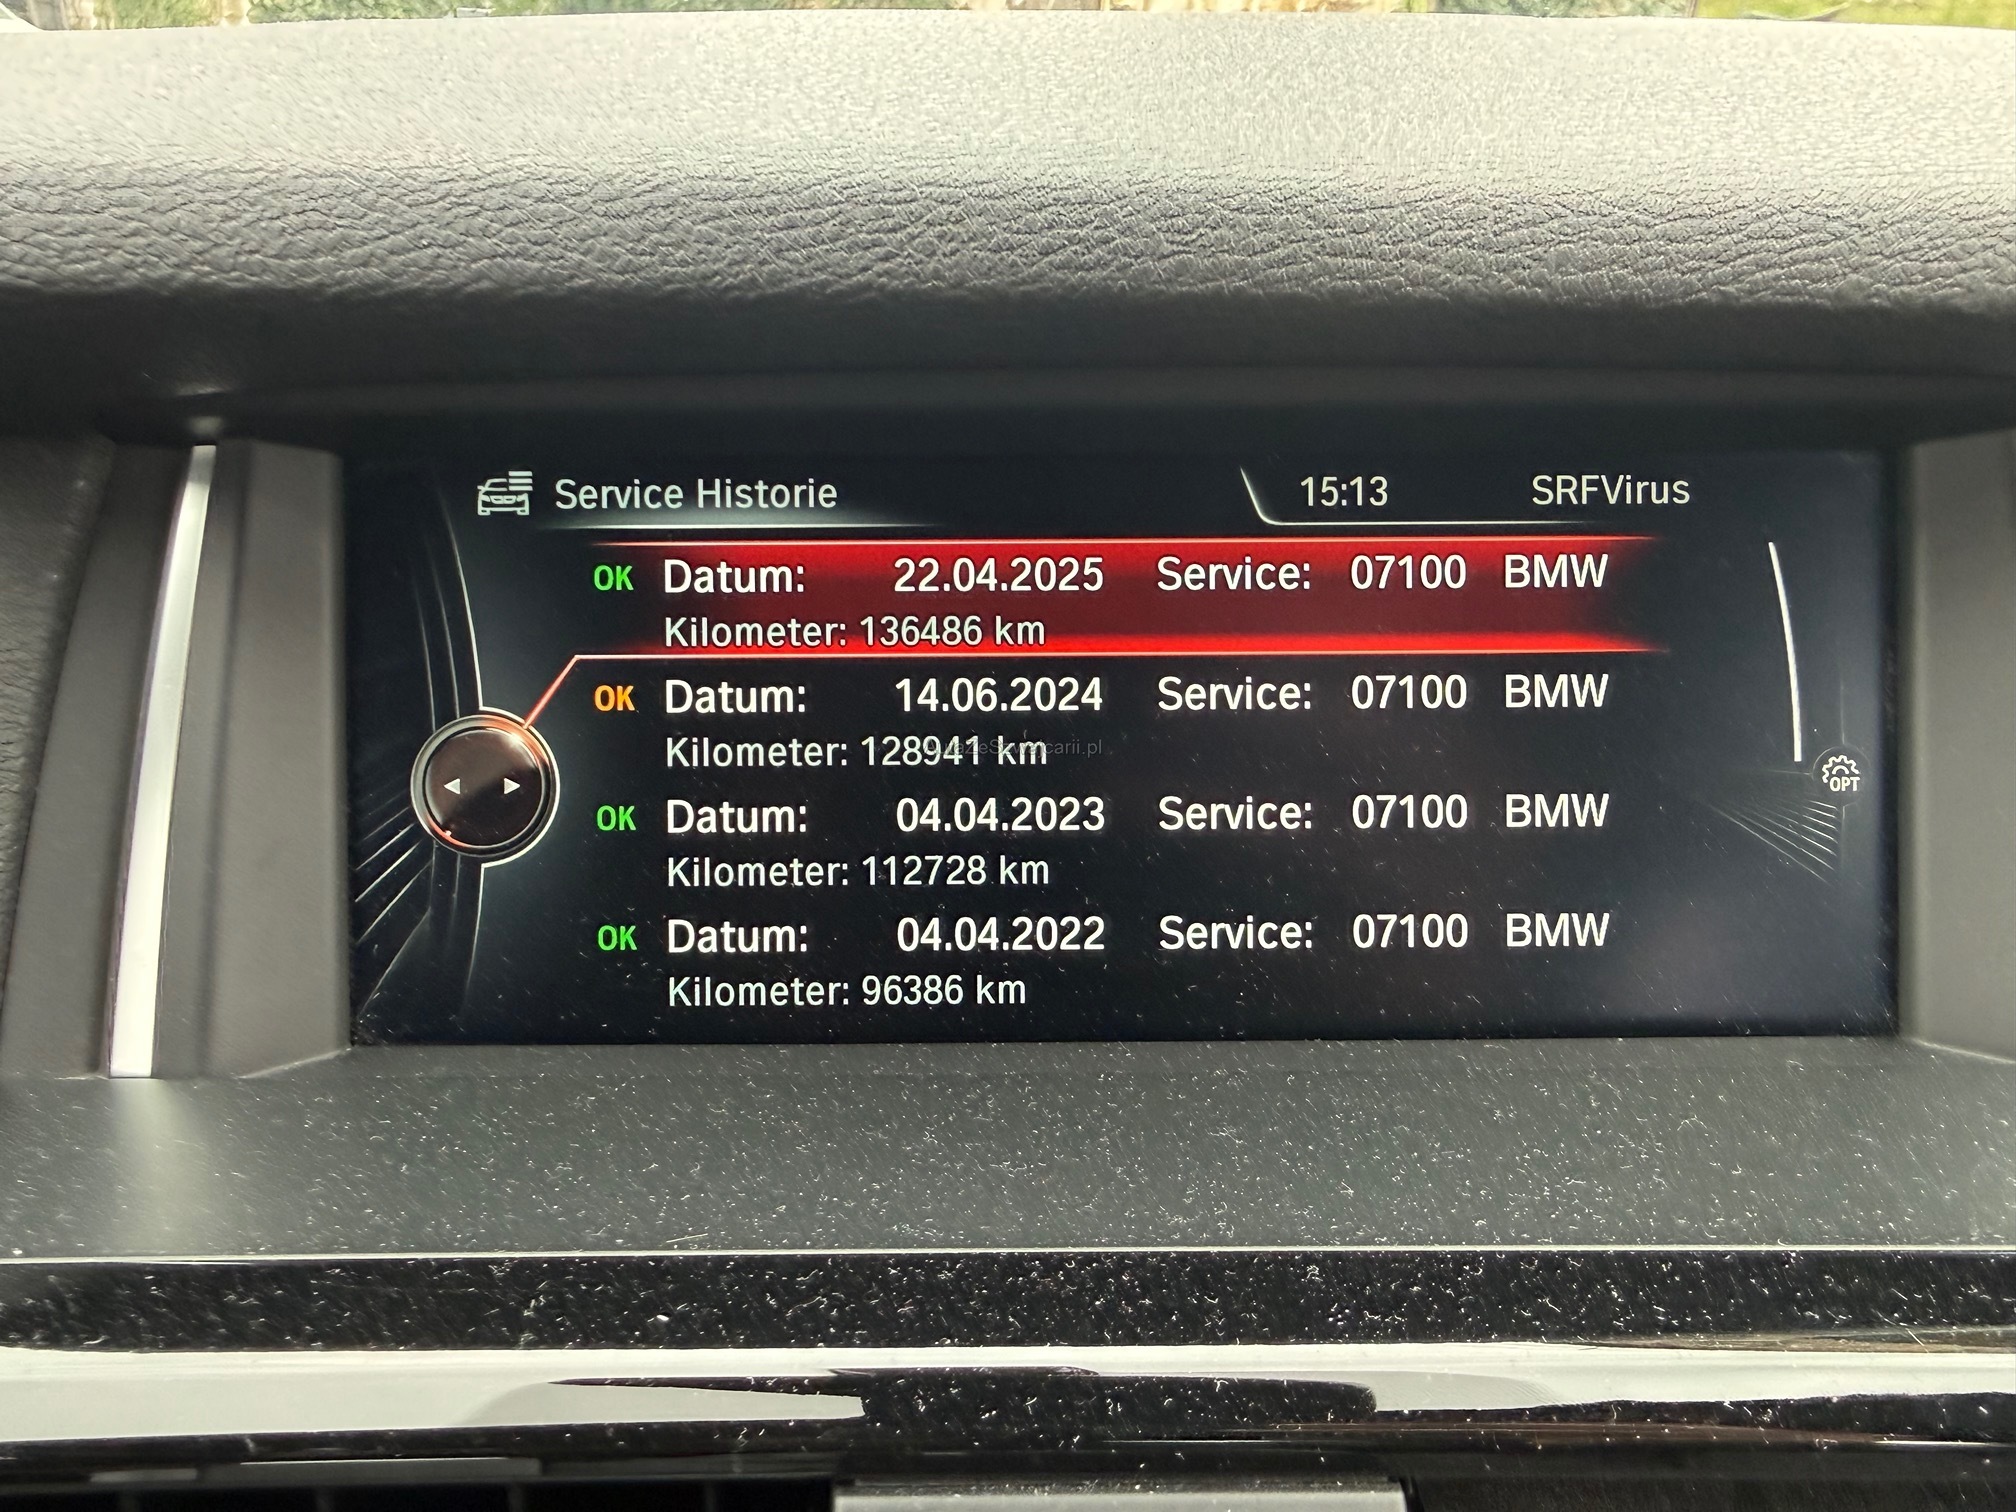 Service Historie 15:13 SRFVirus
OK Datum: 22.04.2025 Service: 07100 BMW
Kilometer: 136486 km
OK Datum: 14.06.2024 Service: 07100 BMW
Kilometer: 128941 km
AutaZeSzwajcarii.pl
OPT
OK Datum: 04.04.2023 Service: 07100 BMW
Kilometer: 112728 km
OK Datum: 04.04.2022 Service: 07100 BMW
Kilometer: 96386 km